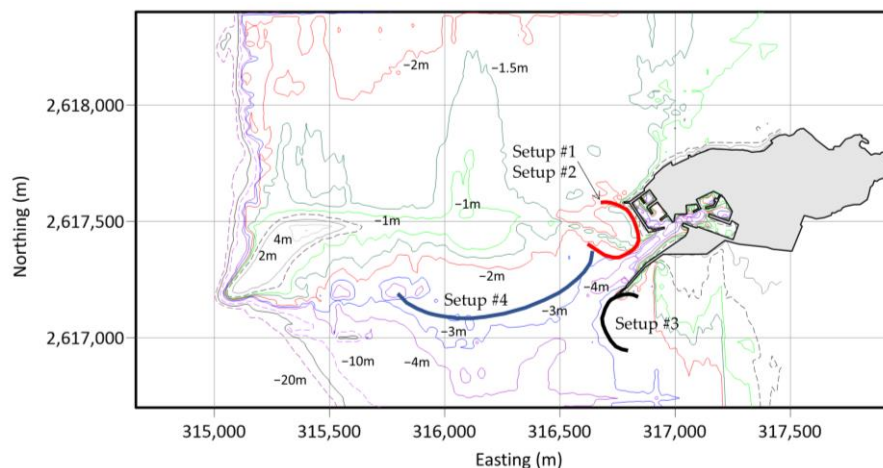 −2m
−1.5m
2,618,000
Setup #1
Setup #2
2,617,500
−1m
−1m
4m
2m
−2m
−4m
Setup #4
−3m
−3m
Setup #3
2,617,000
−10m
−4m
−20m
Northing (m)
315,000
315,500
316,000
316,500
317,000
317,500
Easting (m)